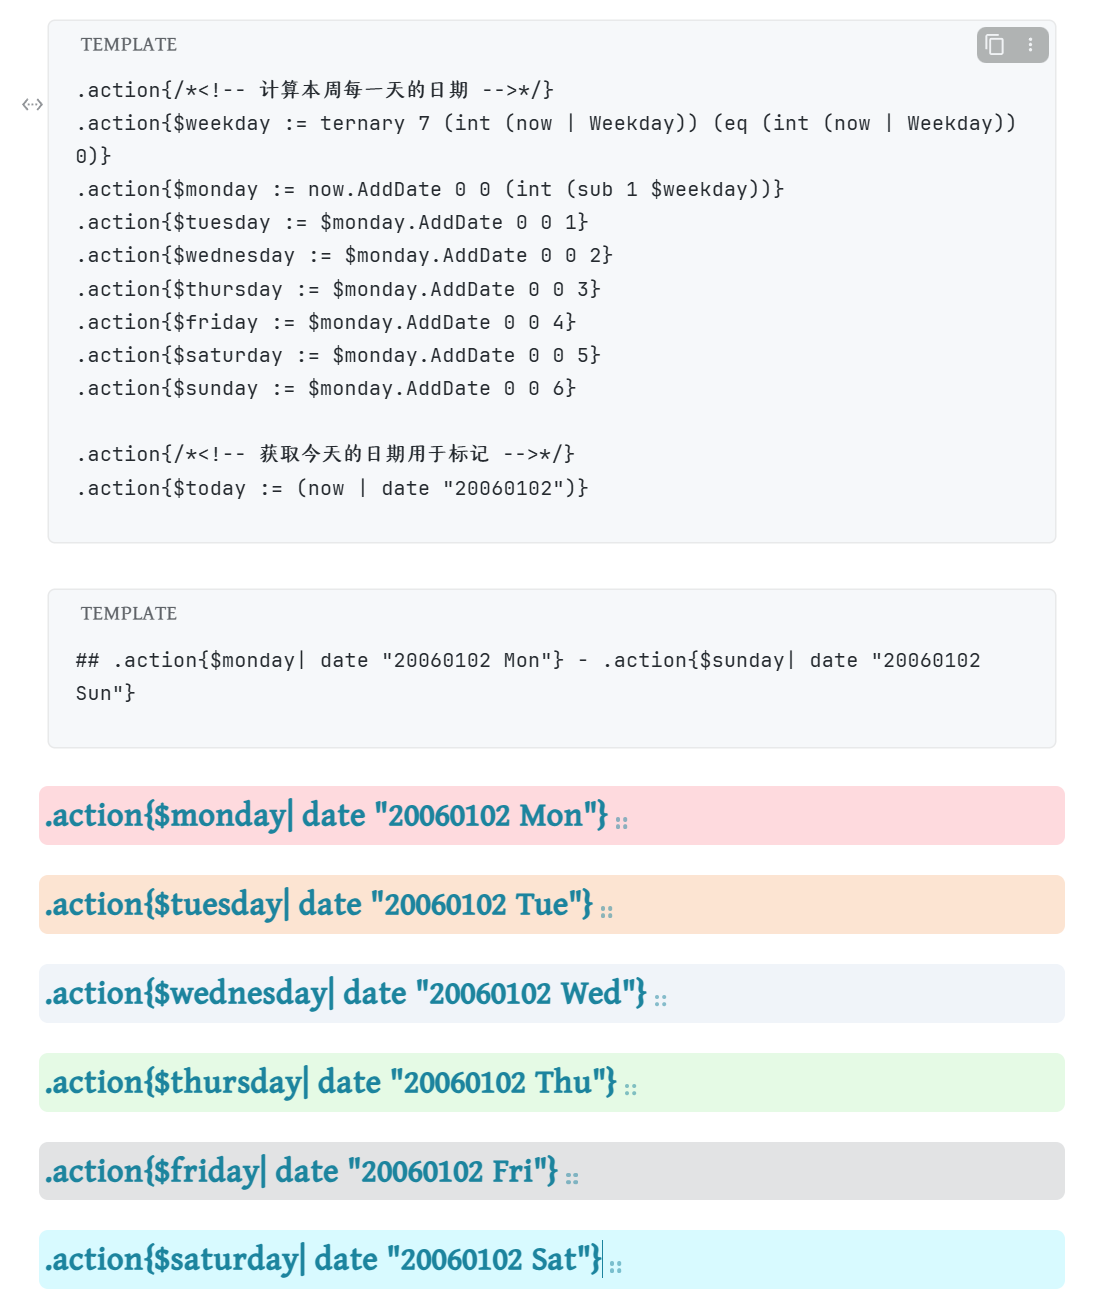 TEMPLATE
.action{/*<!-- 计算本周每一天的日期 -->*/}
.action{$weekday := ternary 7 (int (now | Weekday)) (eq (int (now | Weekday))
0)}
.action{$monday := now.AddDate 0 0 (int (sub 1 $weekday))}
.action{$tuesday := $monday.AddDate 0 0 1}
.action{$wednesday := $monday.AddDate 0 0 2}
.action{$thursday := $monday.AddDate 0 0 3}
.action{$friday := $monday.AddDate 0 0 4}
.action{$saturday := $monday.AddDate 0 0 5}
.action{$sunday := $monday.AddDate 0 0 6}
.action{/*<!-- 获取今天的日期用于标记 -->*/}
.action{$today := (now | date "20060102")}
TEMPLATE
## .action{$monday| date "20060102 Mon"} - .action{$sunday| date "20060102
Sun"}
.action{$monday| date "20060102 Mon"}
.action{$tuesday| date "20060102 Tue"}
.action{$wednesday| date "20060102 Wed"}
.action{$thursday| date "20060102 Thu"}
.action{$friday| date "20060102 Fri"}
.action{$saturday| date "20060102 Sat"}